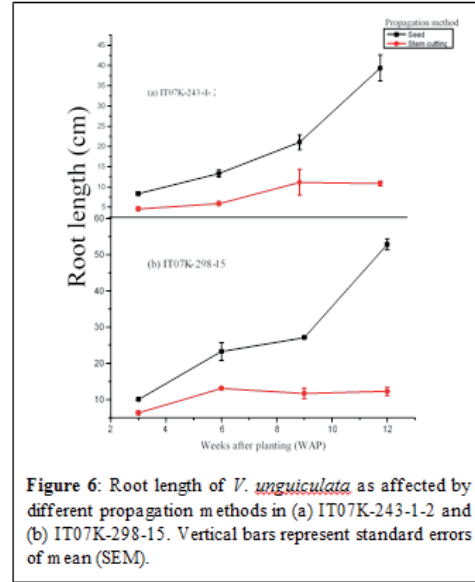 Propagation method
Seed
Stem cutting
45
40
35
30
25
20
15
10
5
(a) IT07K-243-1-2
Root length (cm)
60
50
40
30
20
10
(b) IT07K-298-15
2 4 6 8 10 12
Weeks after planting (WAP)
Figure 6: Root length of V. unguiculata as affected by
different propagation methods in (a) IT07K-243-1-2 and
(b) IT07K-298-15. Vertical bars represent standard errors
of mean (SEM).